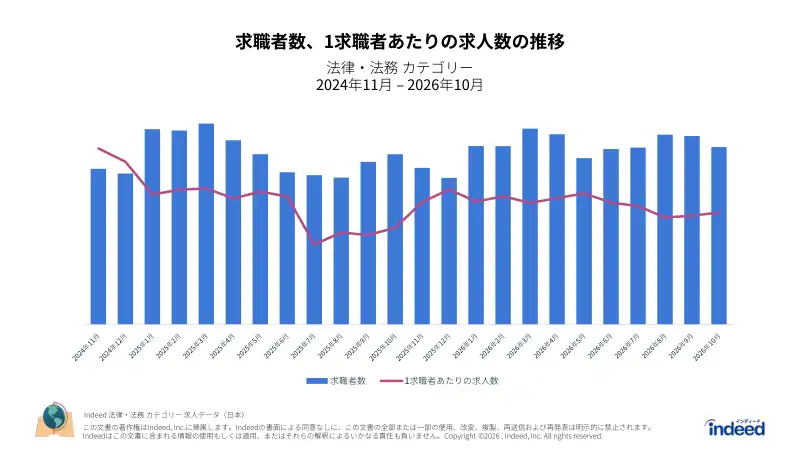 求職者数、1求職者あたりの求人数の推移
法律・法務 カテゴリー
2024年11月 – 2026年10月
2024年11月
2024年12月
2025年1月
2025年2月
2025年3月
2025年4月
2025年5月
2025年6月
2025年7月
2025年8月
2025年9月
2025年10月
2025年11月
2025年12月
2026年1月
2026年2月
2026年3月
2026年4月
2026年5月
2026年6月
2026年7月
2026年8月
2026年9月
2026年10月
求職者数
1求職者あたりの求人数
Indeed 法律・法務 カテゴリー 求人データ（日本）
この文書の著作権はIndeed, Inc.に帰属します。Indeedの書面による同意なしに、この文書の全部または一部の使用、改変、複製、再送信および再発表は明示的に禁止されます。
Indeedはこの文書に含まれる情報の使用もしくは適用、またはそれらの解釈によるいかなる責任も負いません。Copyright ©2026 , Indeed, Inc. All rights reserved.
インディード
indeed